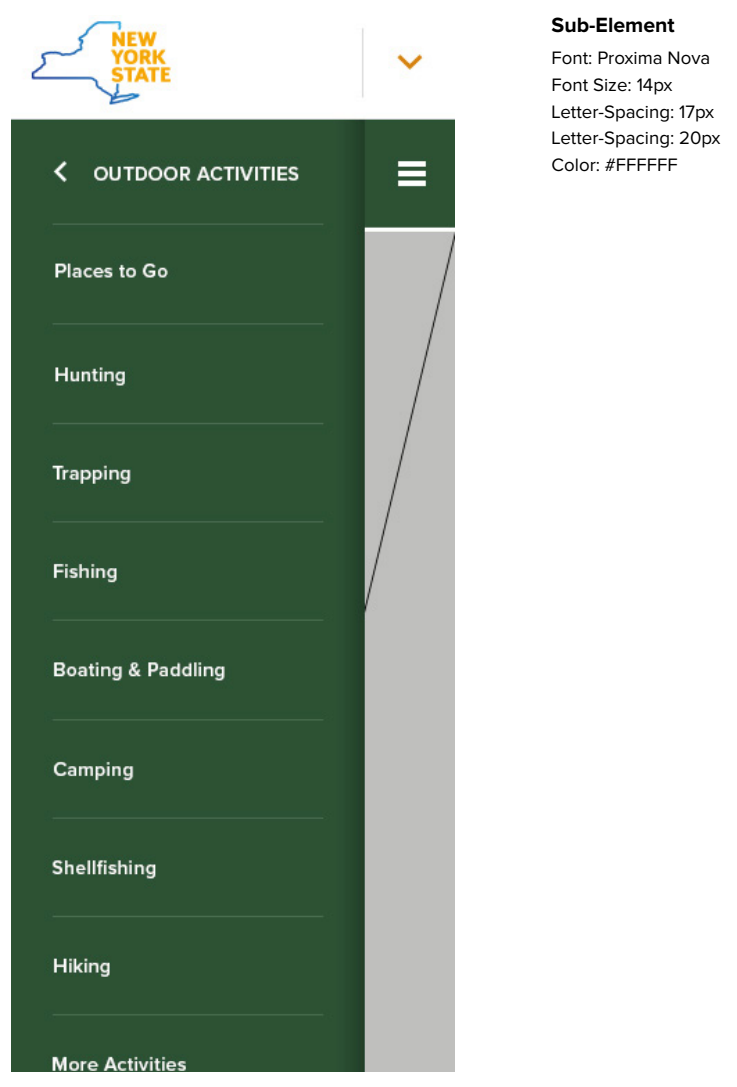 NEW
YORK
STATE
OUTDOOR ACTIVITIES
Places to Go
Hunting
Trapping
Fishing
Boating & Paddling
Camping
Shellfishing
Hiking
More Activities
Sub-Element
Font: Proxima Nova
Font Size: 14px
Letter-Spacing: 17px
Letter-Spacing: 20px
Color: #FFFFFF